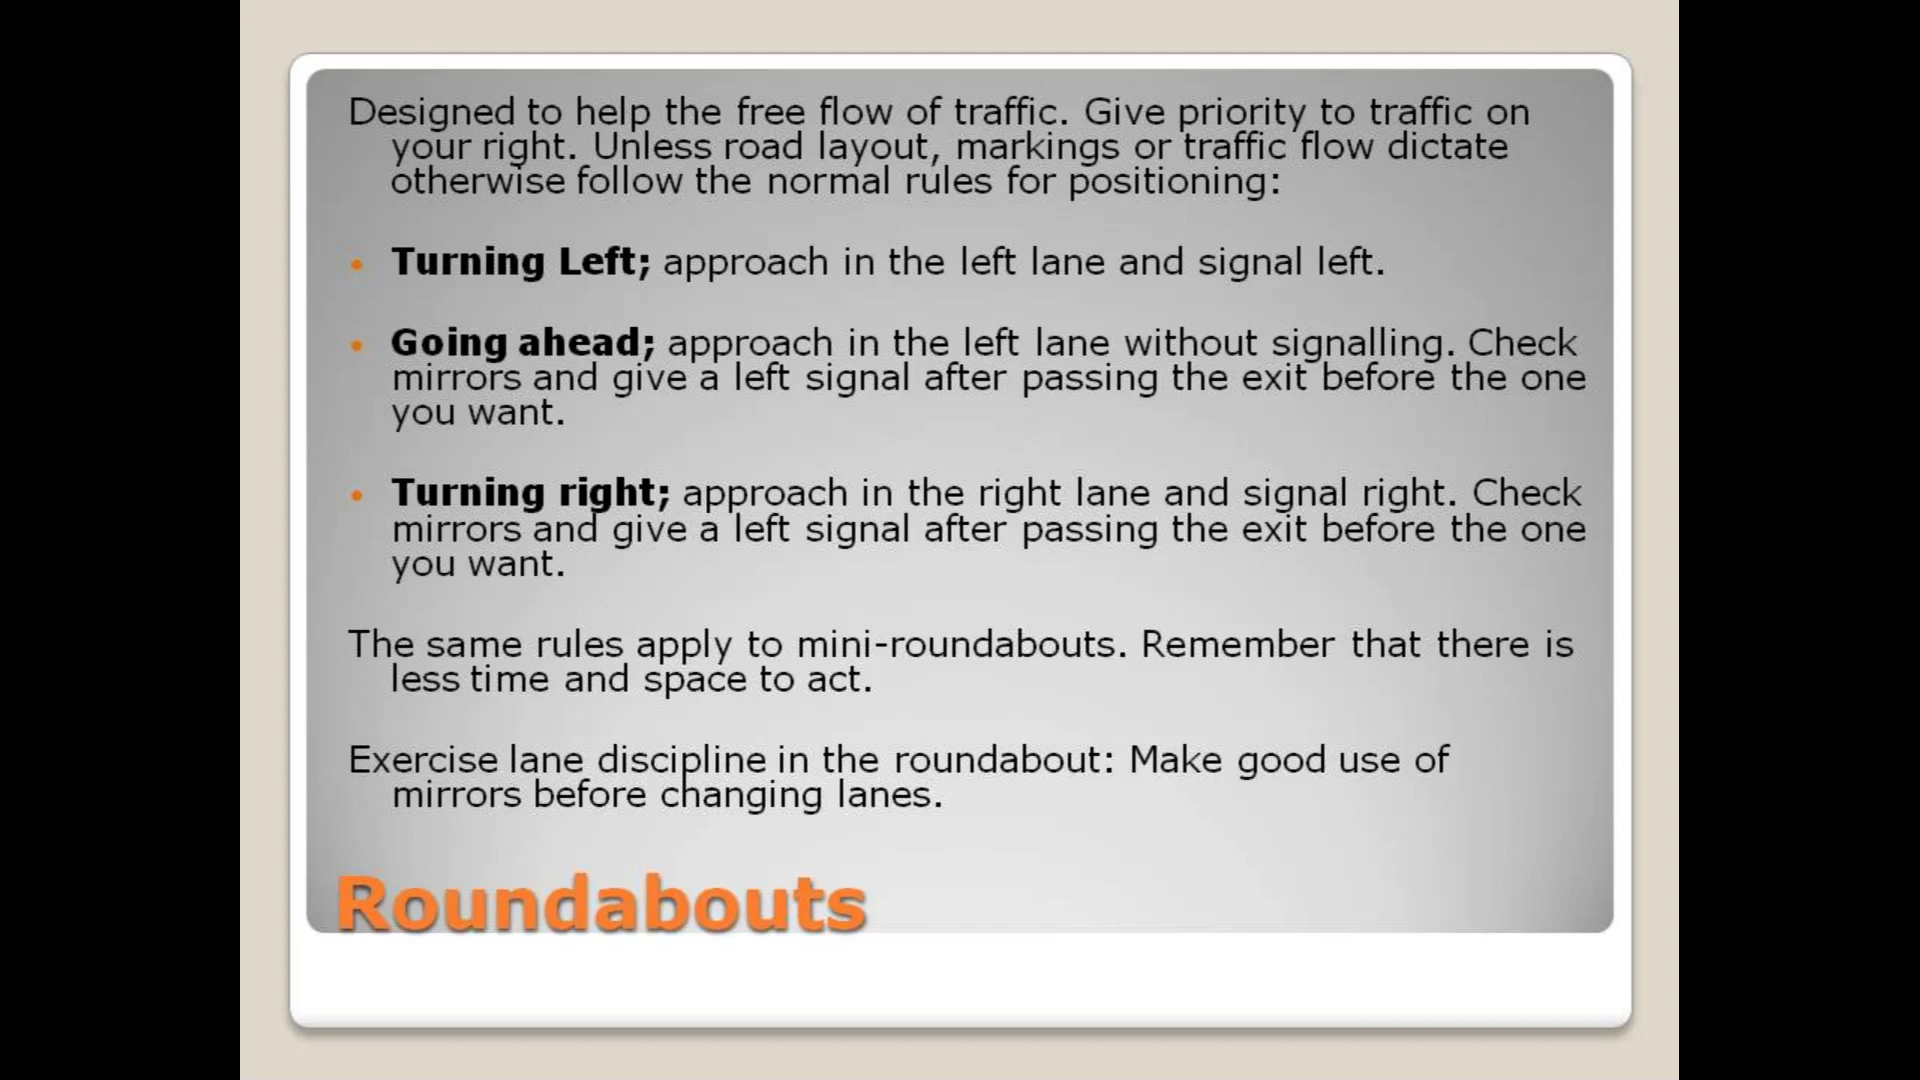 Designed to help the free flow of traffic. Give priority to traffic on
your right. Unless road layout, markings or traffic flow dictate
otherwise follow the normal rules for positioning:
• Turning Left; approach in the left lane and signal left.
• Going ahead; approach in the left lane without signalling. Check
mirrors and give a left signal after passing the exit before the one
you want.
• Turning right; approach in the right lane and signal right. Check
mirrors and give a left signal after passing the exit before the one
you want.
The same rules apply to mini-roundabouts. Remember that there is
less time and space to act.
Exercise lane discipline in the roundabout: Make good use of
mirrors before changing lanes.
Roundabouts